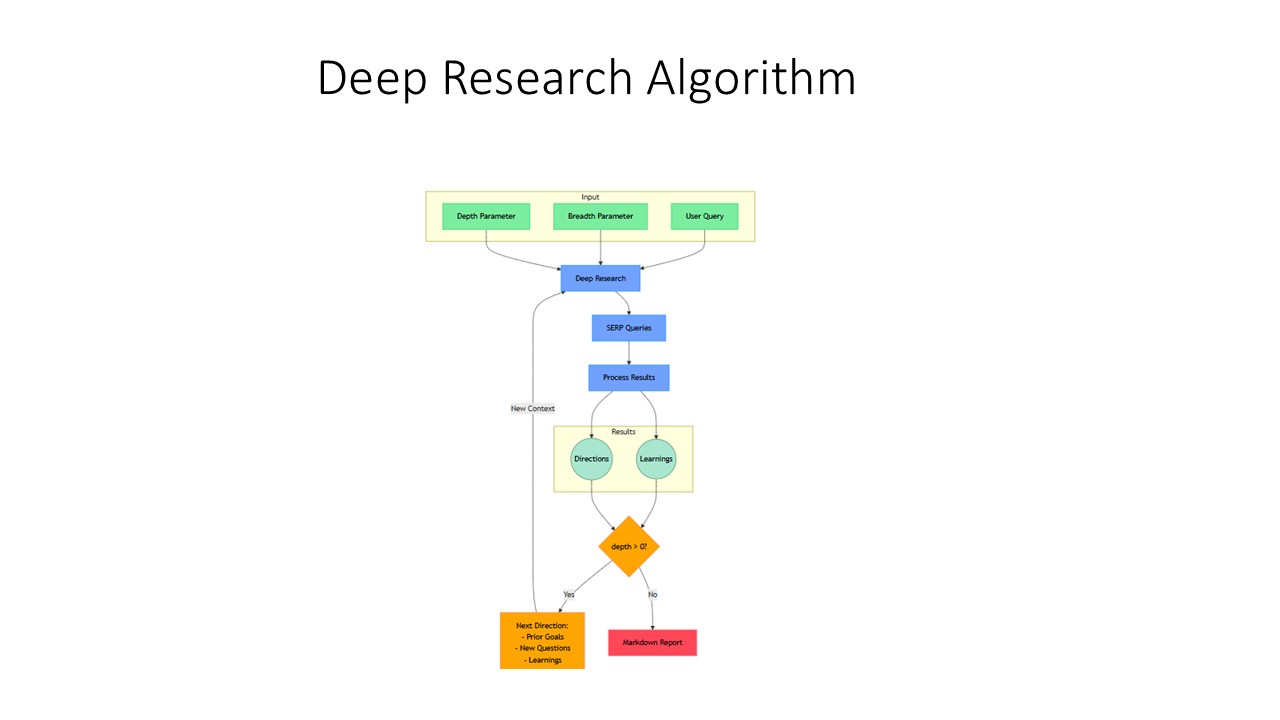 Deep Research Algorithm
Input
Depth Parameter
Breadth Parameter
User Query
Deep Research
SERP Queries
Process Results
New Context
Results
Directions
Learnings
depth > 0?
Yes
No
Next Direction:
- Prior Goals
- New Questions
- Learnings
Markdown Report